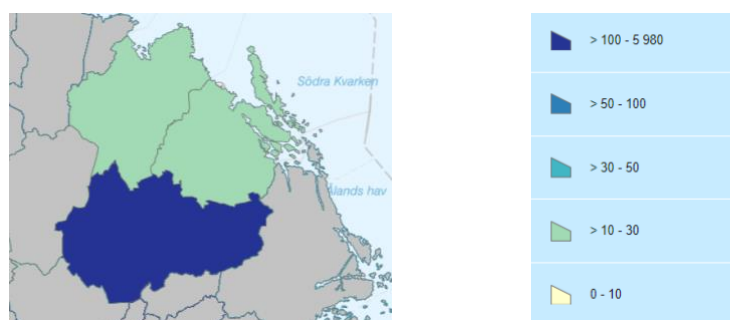 Södra Kvarken
Ålands hav
> 100 - 5 980
> 50 - 100
> 30 - 50
> 10 - 30
0 - 10